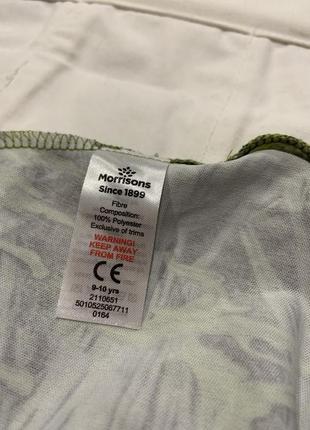 Morrisons
Since 1899
Fibre
Composition:
100% Polyester
Exclusive of trims
WARNING!
KEEP AWAY
FROM FIRE
CE
9-10 yrs
2110651
5010525067711
0164